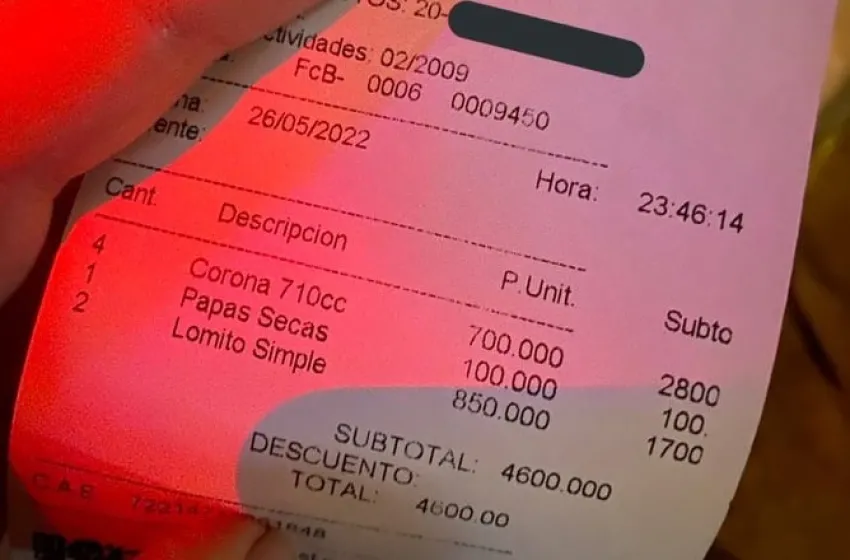 20-
ctividades: 02/2009
FcB- 0006 0009450
26/05/2022
ente:
Hora: 23:46:14
Cant. Descripcion P.Unit. Subto
4 Corona 710cc 700.000 2800
1 Papas Secas 100.000 100.
2 Lomito Simple 850.000 1700
SUBTOTAL: 4600.000
DESCUENTO:
TOTAL: 4600.00